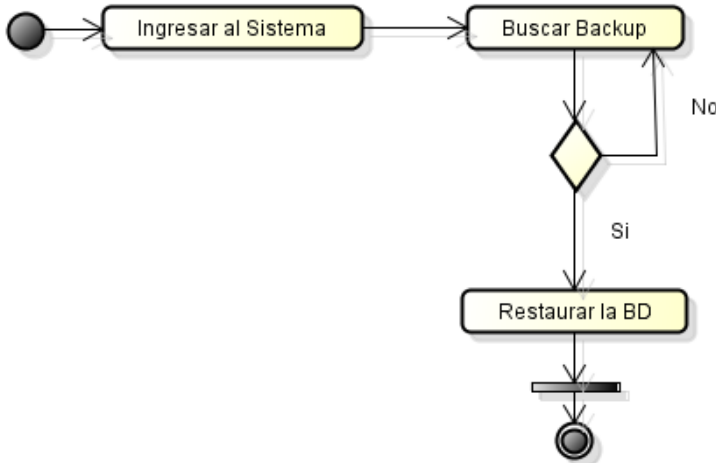 Ingresar al Sistema
Buscar Backup
No
Si
Restaurar la BD